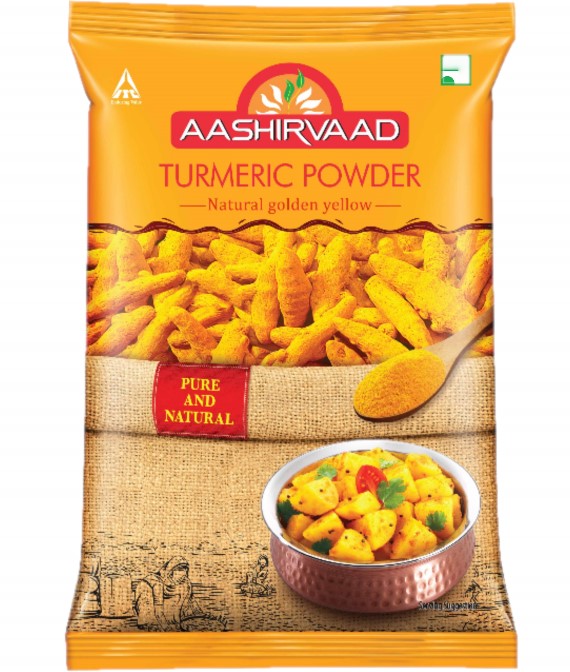 AASHIRVAAD
TURMERIC POWDER
Natural golden yellow
PURE
AND
NATURAL